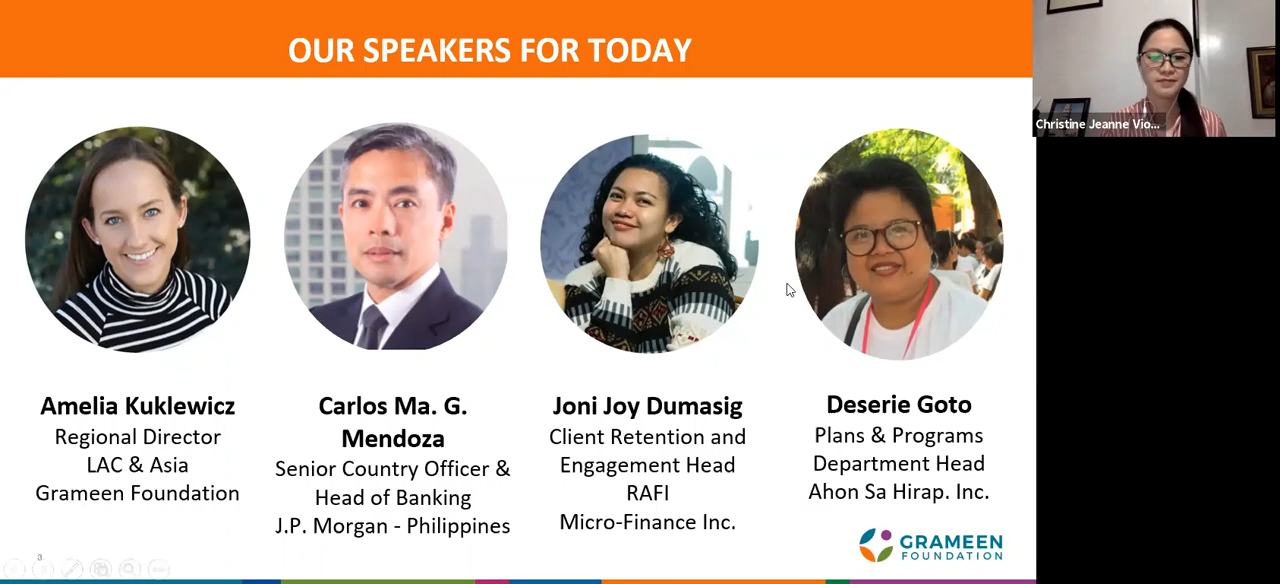 OUR SPEAKERS FOR TODAY
Christine Jeanne Vio...
Amelia Kuklewicz
Regional Director
LAC & Asia
Grameen Foundation
Carlos Ma. G.
Mendoza
Senior Country Officer &
Head of Banking
J.P. Morgan - Philippines
Joni Joy Dumasig
Client Retention and
Engagement Head
RAFI
Micro-Finance Inc.
Deserie Goto
Plans & Programs
Department Head
Ahon Sa Hirap. Inc.
GRAMEEN
FOUNDATION
3